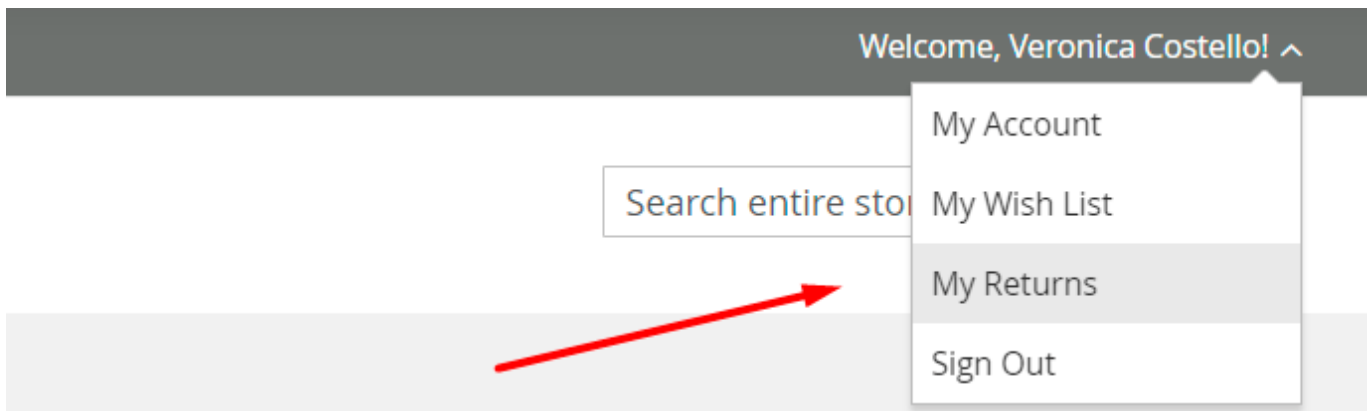 Welcome, Veronica Costello!
My Account
Search entire stor
My Wish List
My Returns
Sign Out